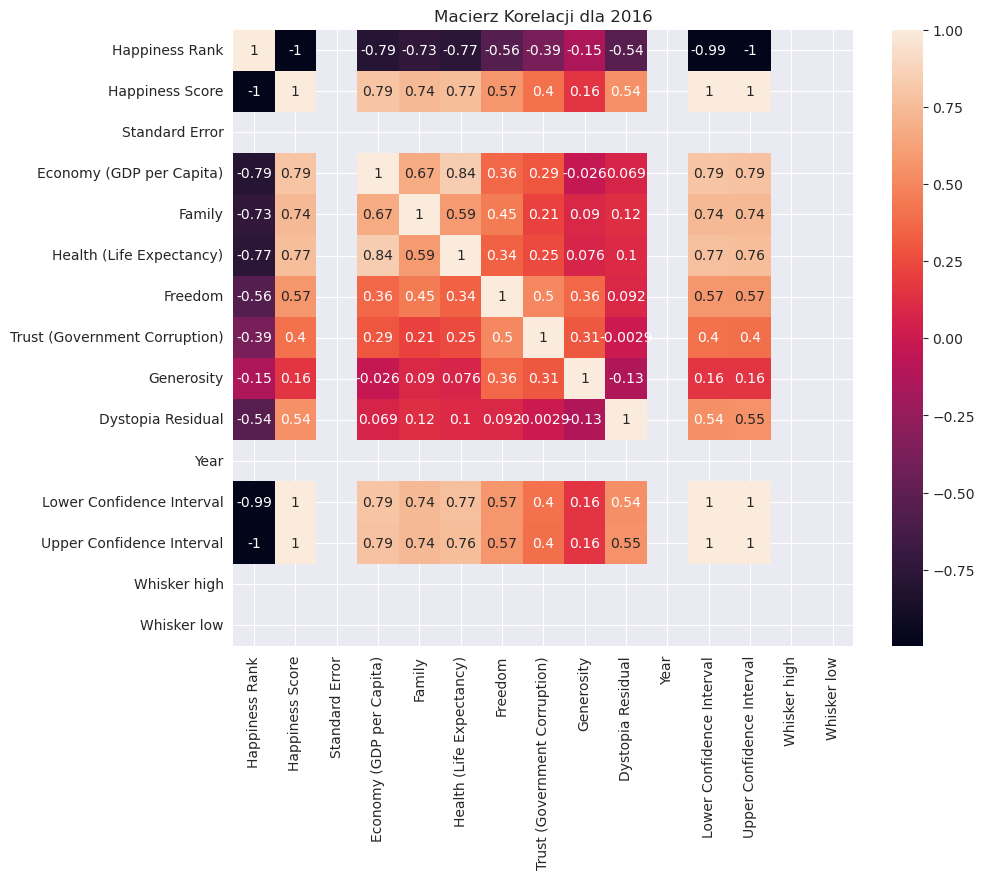 Macierz Korelacji dla 2016
Happiness Rank 1 -1 -0.79 -0.73 -0.77 -0.56 -0.39 -0.15 -0.54 -0.99 -1
Happiness Score -1 1 0.79 0.74 0.77 0.57 0.4 0.16 0.54 1 1
Standard Error
Economy (GDP per Capita) -0.79 0.79 1 0.67 0.84 0.36 0.29 -0.026 0.069 0.79 0.79
Family -0.73 0.74 0.67 1 0.59 0.45 0.21 0.09 0.12 0.74 0.74
Health (Life Expectancy) -0.77 0.77 0.84 0.59 1 0.34 0.25 0.076 0.1 0.77 0.76
Freedom -0.56 0.57 0.36 0.45 0.34 1 0.5 0.36 0.092 0.57 0.57
Trust (Government Corruption) -0.39 0.4 0.29 0.21 0.25 0.5 1 0.31 -0.0029 0.4 0.4
Generosity -0.15 0.16 -0.026 0.09 0.076 0.36 0.31 1 -0.13 0.16 0.16
Dystopia Residual -0.54 0.54 0.069 0.12 0.1 0.092 -0.0029 -0.13 1 0.54 0.55
Year
Lower Confidence Interval -0.99 1 0.79 0.74 0.77 0.57 0.4 0.16 0.54 1 1
Upper Confidence Interval -1 1 0.79 0.74 0.76 0.57 0.4 0.16 0.55 1 1
Whisker high
Whisker low
Happiness Rank
Happiness Score
Standard Error
Economy (GDP per Capita)
Family
Health (Life Expectancy)
Freedom
Trust (Government Corruption)
Generosity
Dystopia Residual
Year
Lower Confidence Interval
Upper Confidence Interval
Whisker high
Whisker low
1.00
0.75
0.50
0.25
0.00
−0.25
−0.50
−0.75